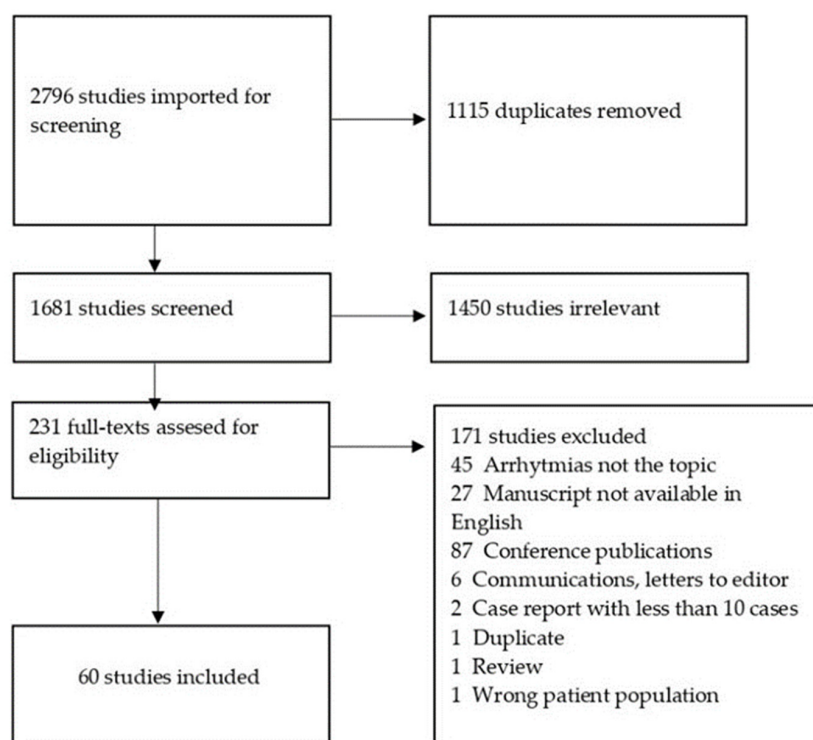 2796 studies imported for
screening
1115 duplicates removed
1681 studies screened
1450 studies irrelevant
231 full-texts assesed for
eligibility
171 studies excluded
45 Arrhytmias not the topic
27 Manuscript not available in
English
87 Conference publications
6 Communications, letters to editor
2 Case report with less than 10 cases
1 Duplicate
1 Review
1 Wrong patient population
60 studies included